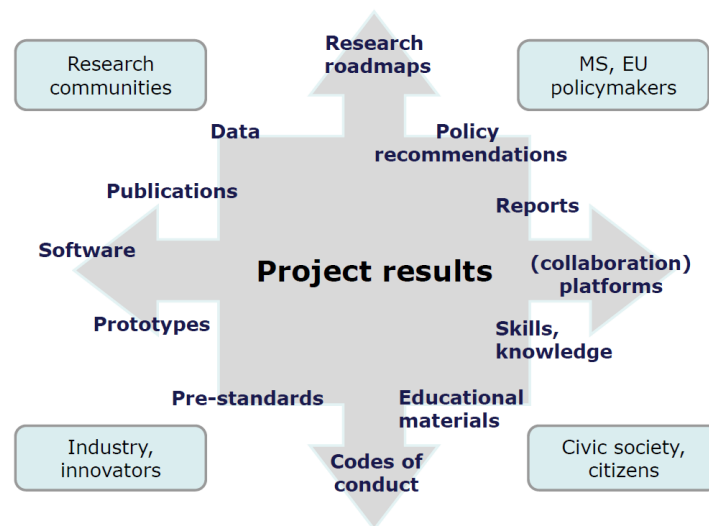 Research
roadmaps
Research
communities
MS, EU
policymakers
Data
Policy
recommendations
Publications
Reports
Software
Project results
(collaboration)
platforms
Prototypes
Skills,
knowledge
Pre-standards
Educational
materials
Industry,
innovators
Codes of
conduct
Civic society,
citizens